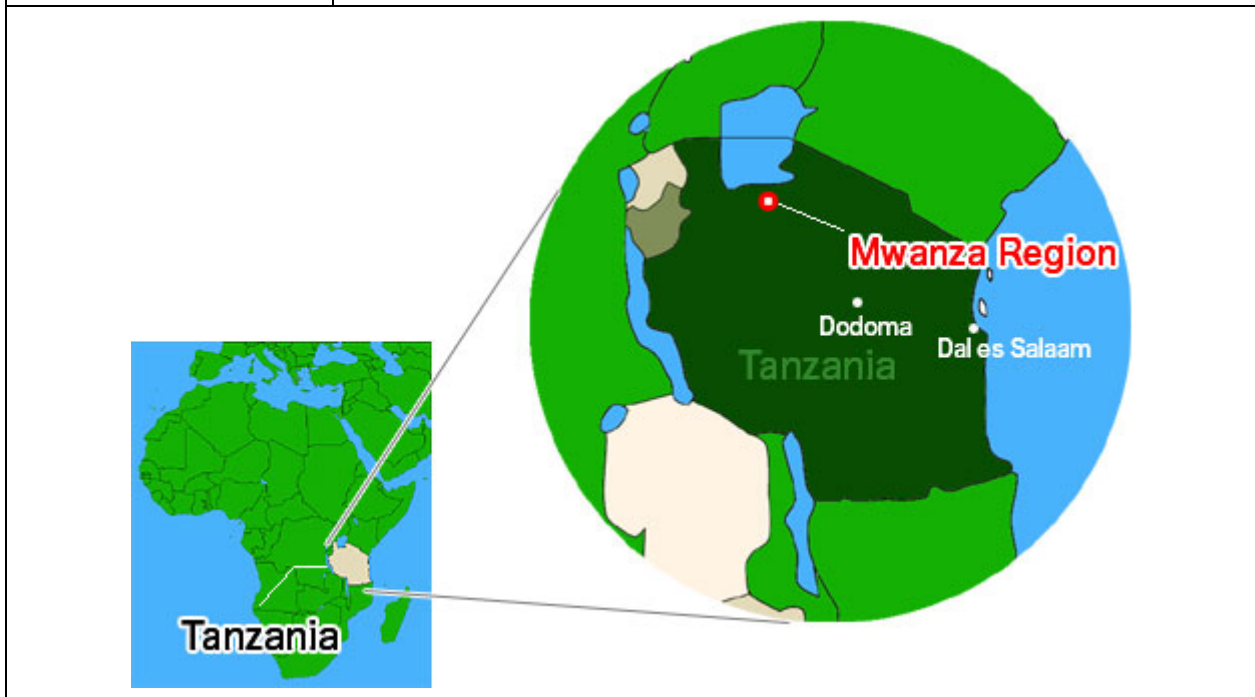 Mwanza Region
Dodoma
Dal es Salaam
Tanzania
Tanzania